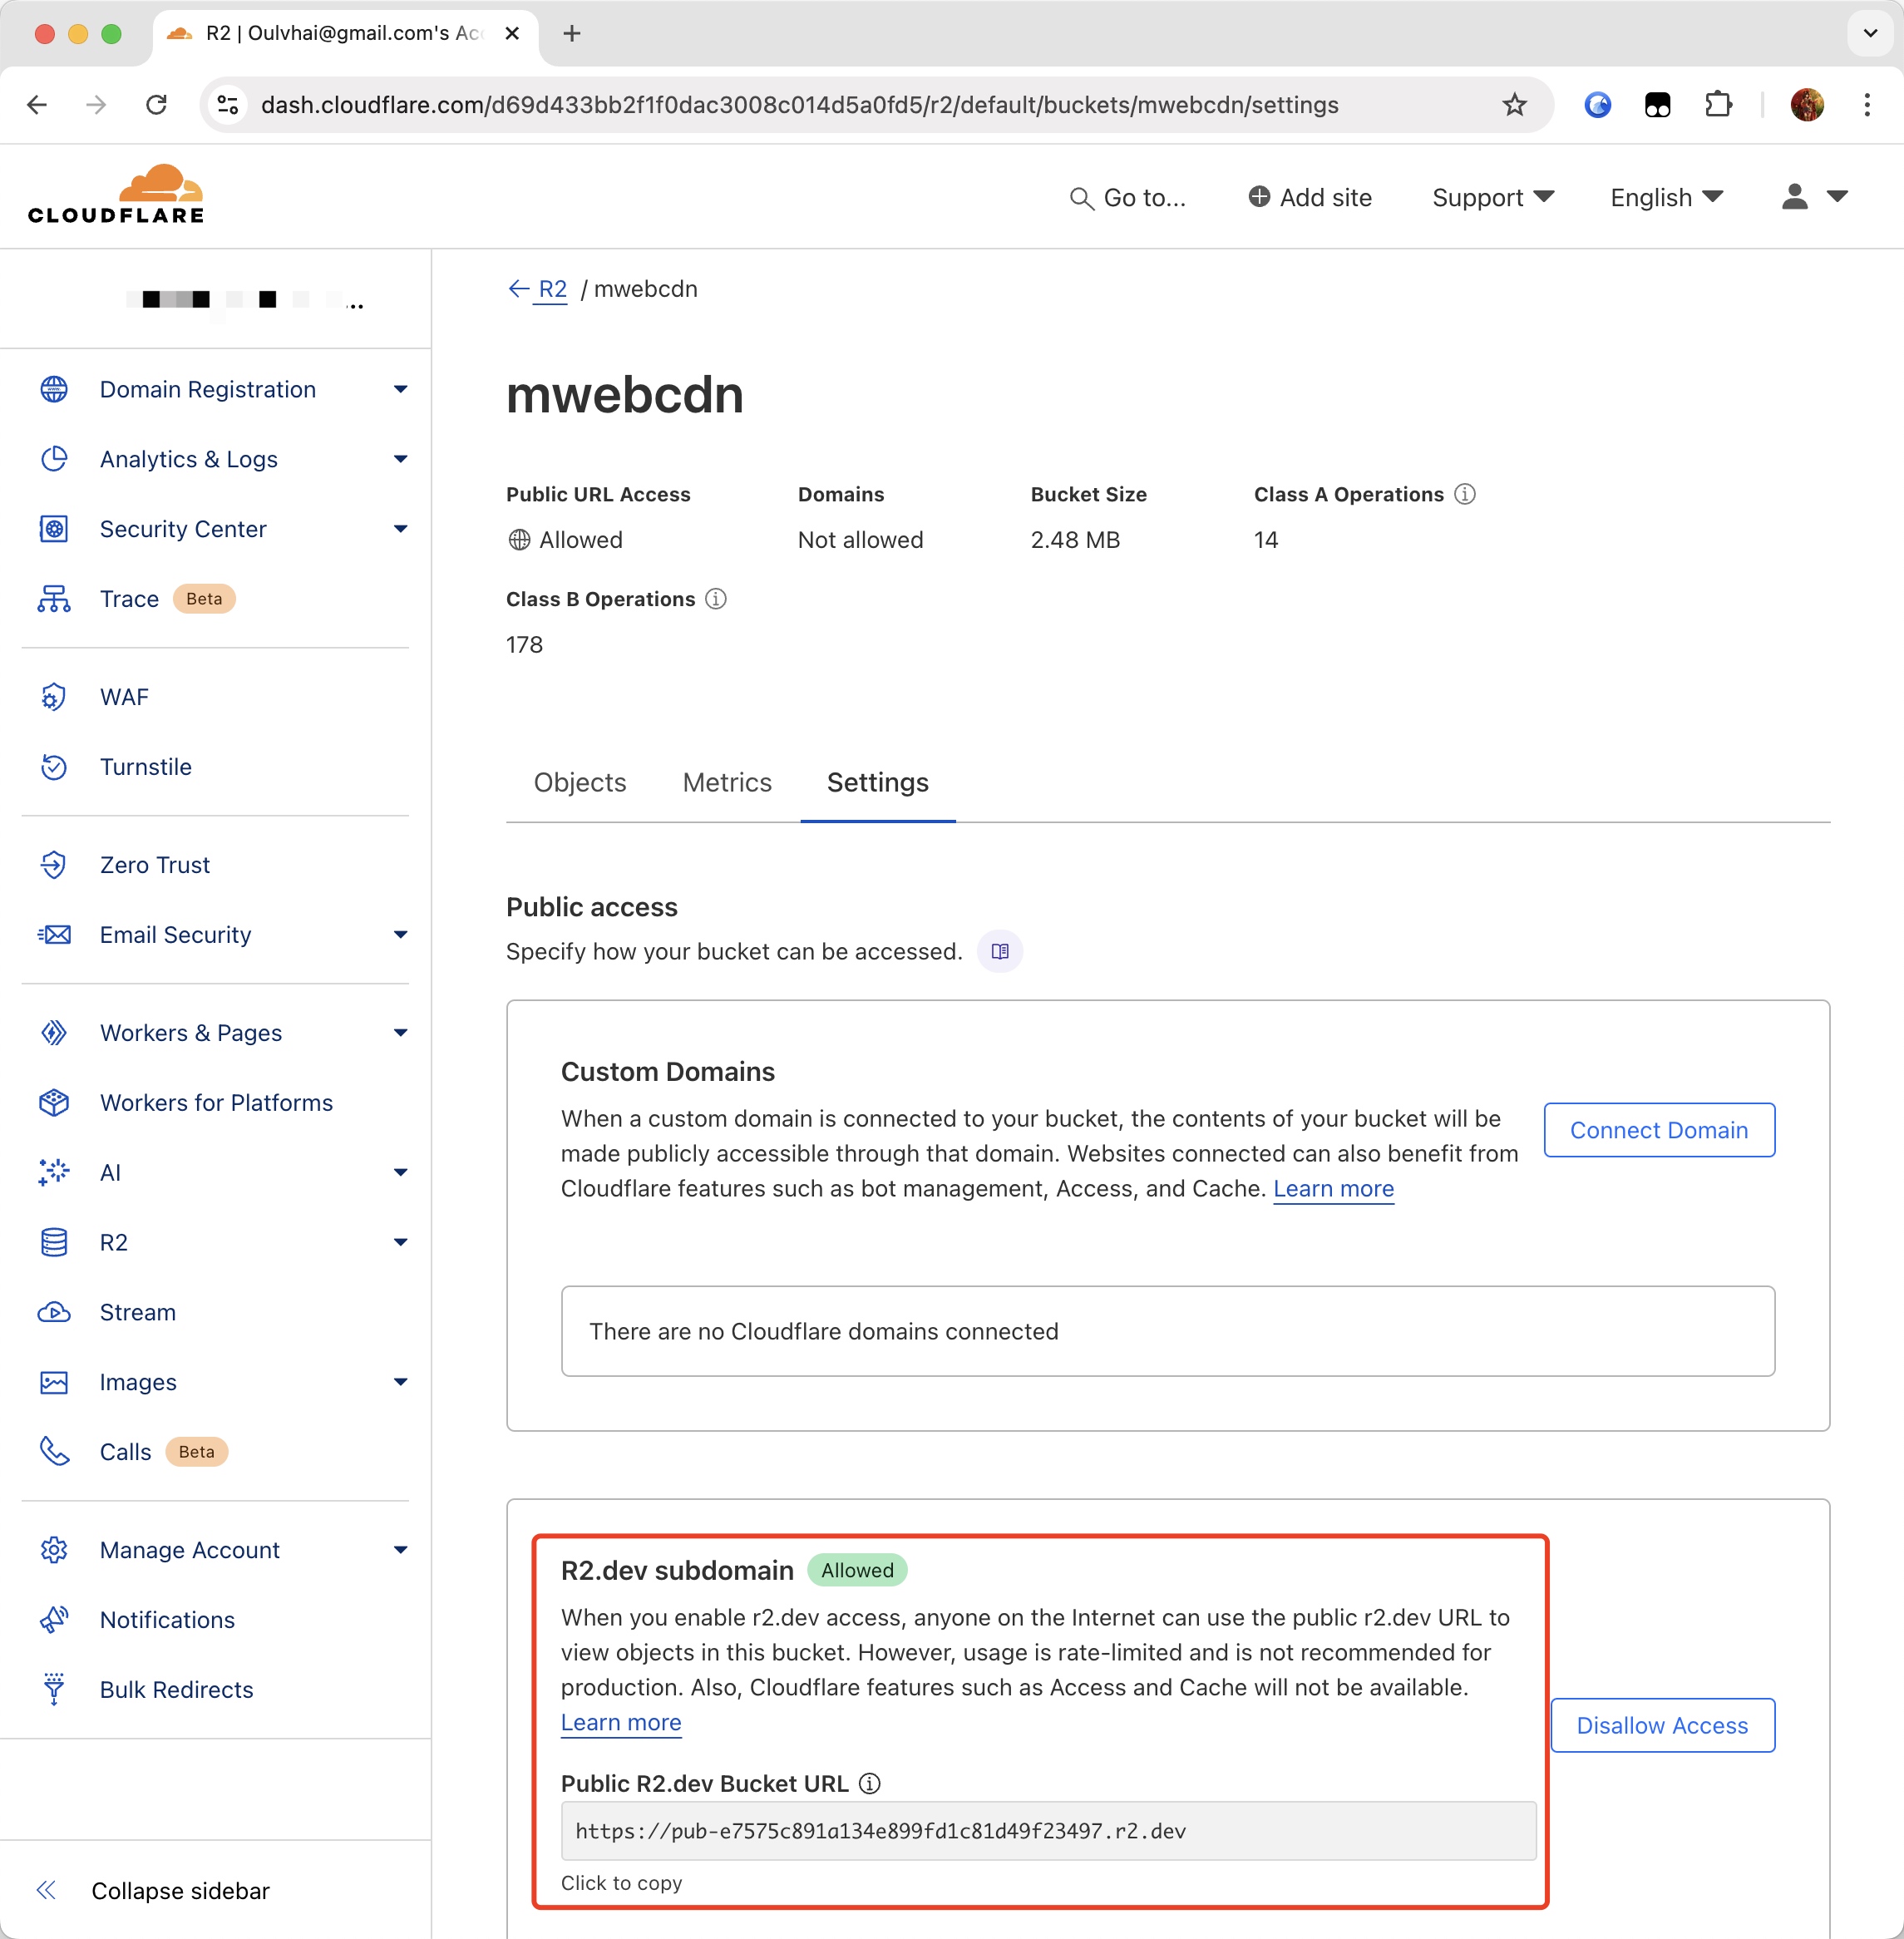 R2 | Oulvhai@gmail.com's Acc
dash.cloudflare.com/d69d433bb2f1f0dac3008c014d5a0fd5/r2/default/buckets/mwebcdn/settings
CLOUDFLARE
Go to...
Add site
Support
English
...
Domain Registration
Analytics & Logs
Security Center
Trace Beta
WAF
Turnstile
Zero Trust
Email Security
Workers & Pages
Workers for Platforms
AI
R2
Stream
Images
Calls Beta
Manage Account
Notifications
Bulk Redirects
Collapse sidebar
R2 / mwebcdn
mwebcdn
Public URL Access
Allowed
Domains
Not allowed
Bucket Size
2.48 MB
Class A Operations
14
Class B Operations
178
Objects
Metrics
Settings
Public access
Specify how your bucket can be accessed.
Custom Domains
When a custom domain is connected to your bucket, the contents of your bucket will be
made publicly accessible through that domain. Websites connected can also benefit from
Cloudflare features such as bot management, Access, and Cache. Learn more
Connect Domain
There are no Cloudflare domains connected
R2.dev subdomain Allowed
When you enable r2.dev access, anyone on the Internet can use the public r2.dev URL to
view objects in this bucket. However, usage is rate-limited and is not recommended for
production. Also, Cloudflare features such as Access and Cache will not be available.
Learn more
Disallow Access
Public R2.dev Bucket URL
https://pub-e7575c891a134e899fd1c81d49f23497.r2.dev
Click to copy